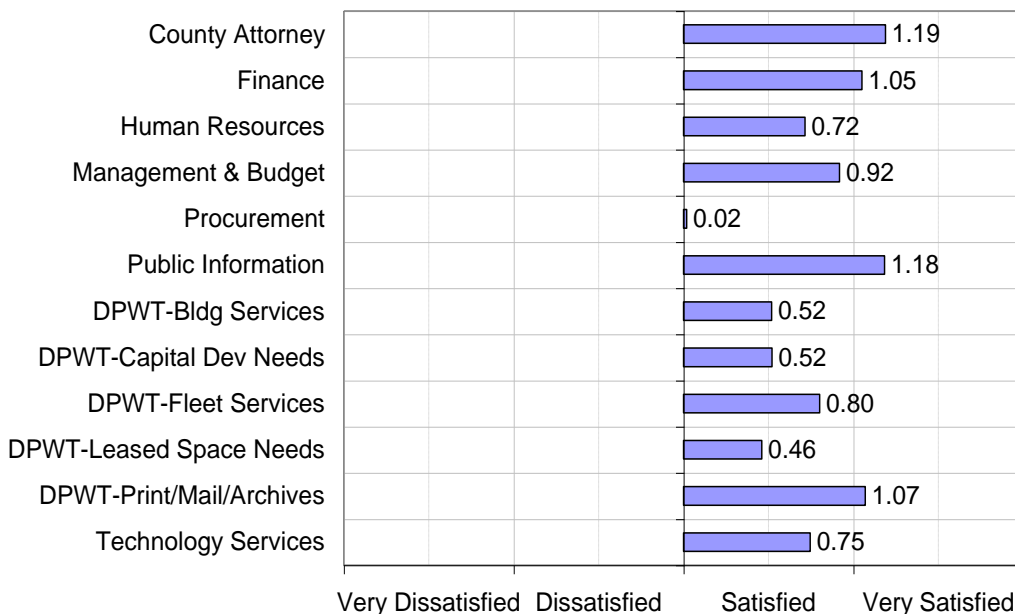 County Attorney 1.19
Finance 1.05
Human Resources 0.72
Management & Budget 0.92
Procurement 0.02
Public Information 1.18
DPWT-Bldg Services 0.52
DPWT-Capital Dev Needs 0.52
DPWT-Fleet Services 0.80
DPWT-Leased Space Needs 0.46
DPWT-Print/Mail/Archives 1.07
Technology Services 0.75
Very Dissatisfied Dissatisfied Satisfied Very Satisfied